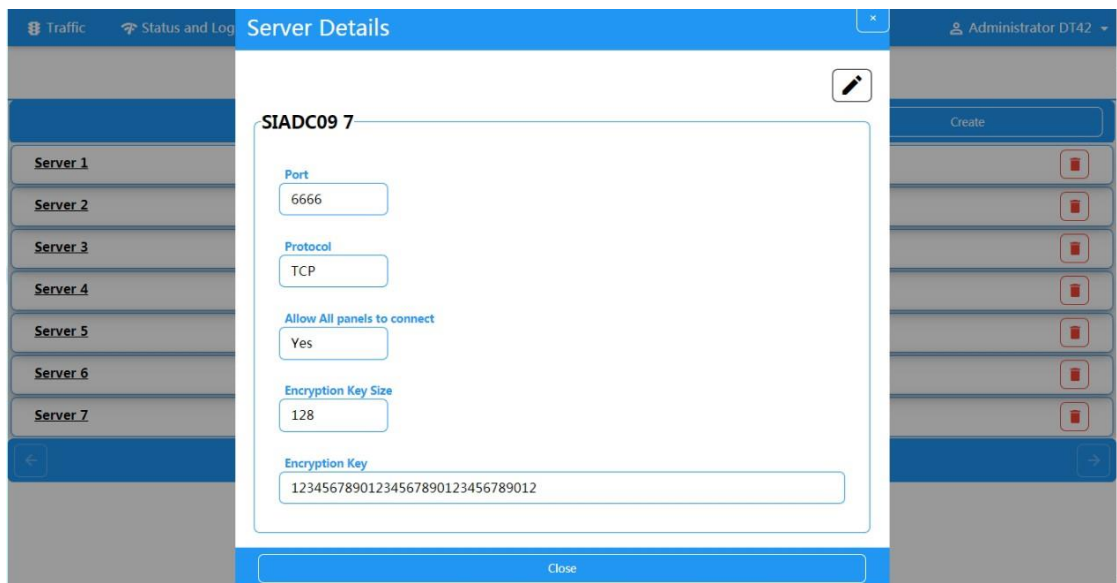 Traffic
Status and Log
Server Details
×
Administrator DT42
SIADC09 7
Create
Server 1
Server 2
Server 3
Server 4
Server 5
Server 6
Server 7
Port
6666
Protocol
TCP
Allow All panels to connect
Yes
Encryption Key Size
128
Encryption Key
12345678901234567890123456789012
Close